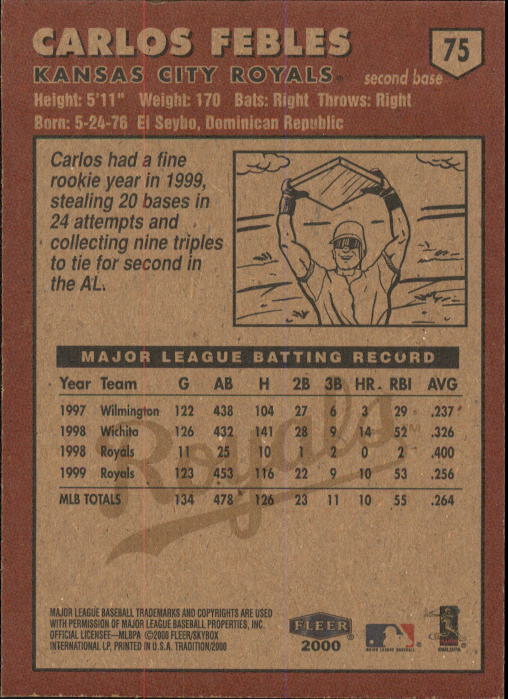 CARLOS FEBLES
75
KANSAS CITY ROYALS
second base
Height: 5'11" Weight: 170 Bats: Right Throws: Right
Born: 5-24-76 El Seybo, Dominican Republic
Carlos had a fine
rookie year in 1999,
stealing 20 bases in
24 attempts and
collecting nine triples
to tie for second in
the AL.
MAJOR LEAGUE BATTING RECORD
Year Team G AB H 2B 3B HR RBI AVG
1997 Wilmington 122 438 104 27 6 3 29 .237
1998 Wichita 126 432 141 28 9 14 52 .326
1998 Royals 11 25 10 1 2 0 2 .400
1999 Royals 123 453 116 22 9 10 53 .256
MLB TOTALS 134 478 126 23 11 10 55 .264
Royals
TM
MAJOR LEAGUE BASEBALL TRADEMARKS AND COPYRIGHTS ARE USED
WITH PERMISSION OF MAJOR LEAGUE BASEBALL PROPERTIES, INC.
OFFICIAL LICENSEE—MLBPA ©2000 FLEER/SKYBOX
INTERNATIONAL LP, PRINTED IN U.S.A. TRADITION/2000
FLEER
2000
MAJOR LEAGUE BASEBALL